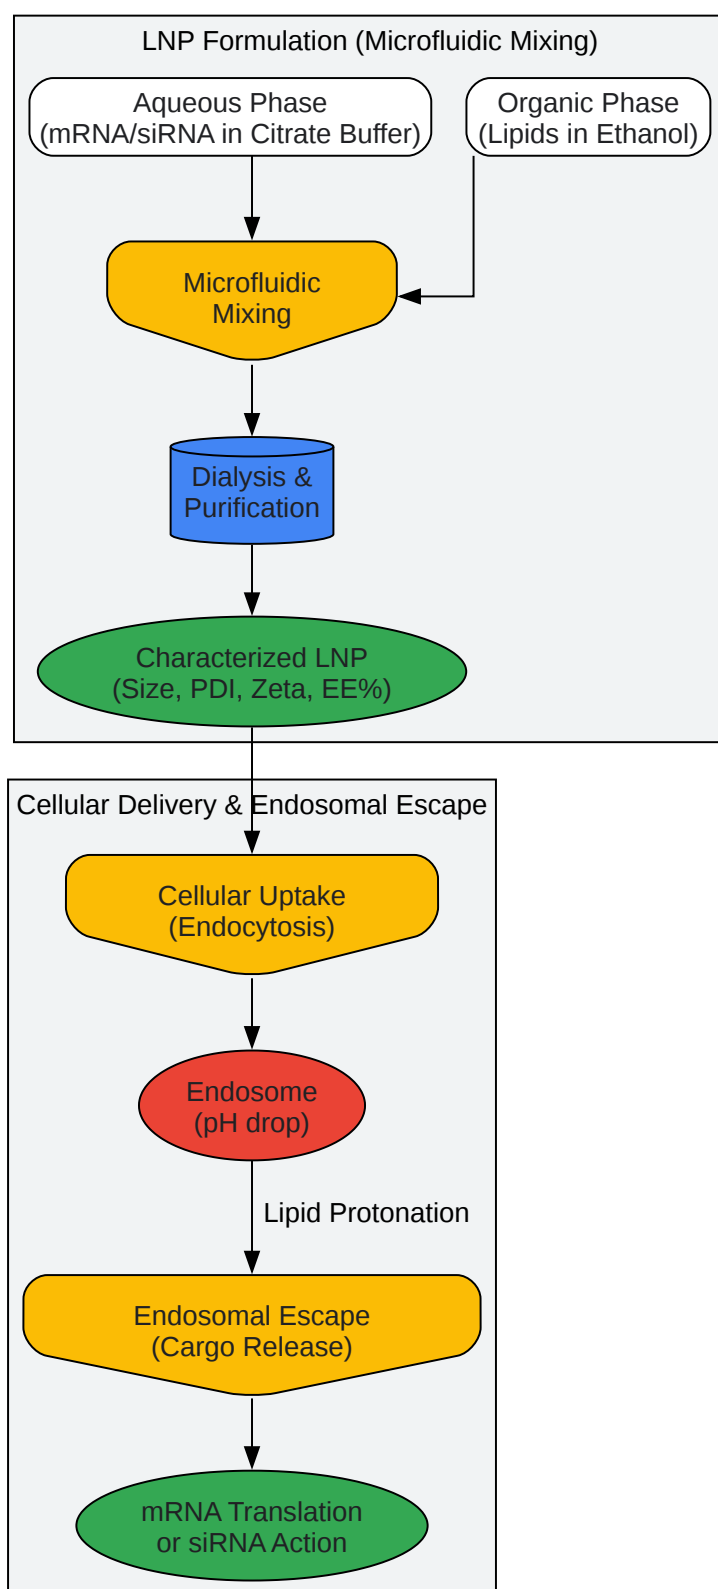 LNP Formulation (Microfluidic Mixing)
Aqueous Phase
(mRNA/siRNA in Citrate Buffer)
Organic Phase
(Lipids in Ethanol)
Microfluidic
Mixing
Dialysis &
Purification
Characterized LNP
(Size, PDI, Zeta, EE%)
Cellular Delivery & Endosomal Escape
Cellular Uptake
(Endocytosis)
Endosome
(pH drop)
Lipid Protonation
Endosomal Escape
(Cargo Release)
mRNA Translation
or siRNA Action